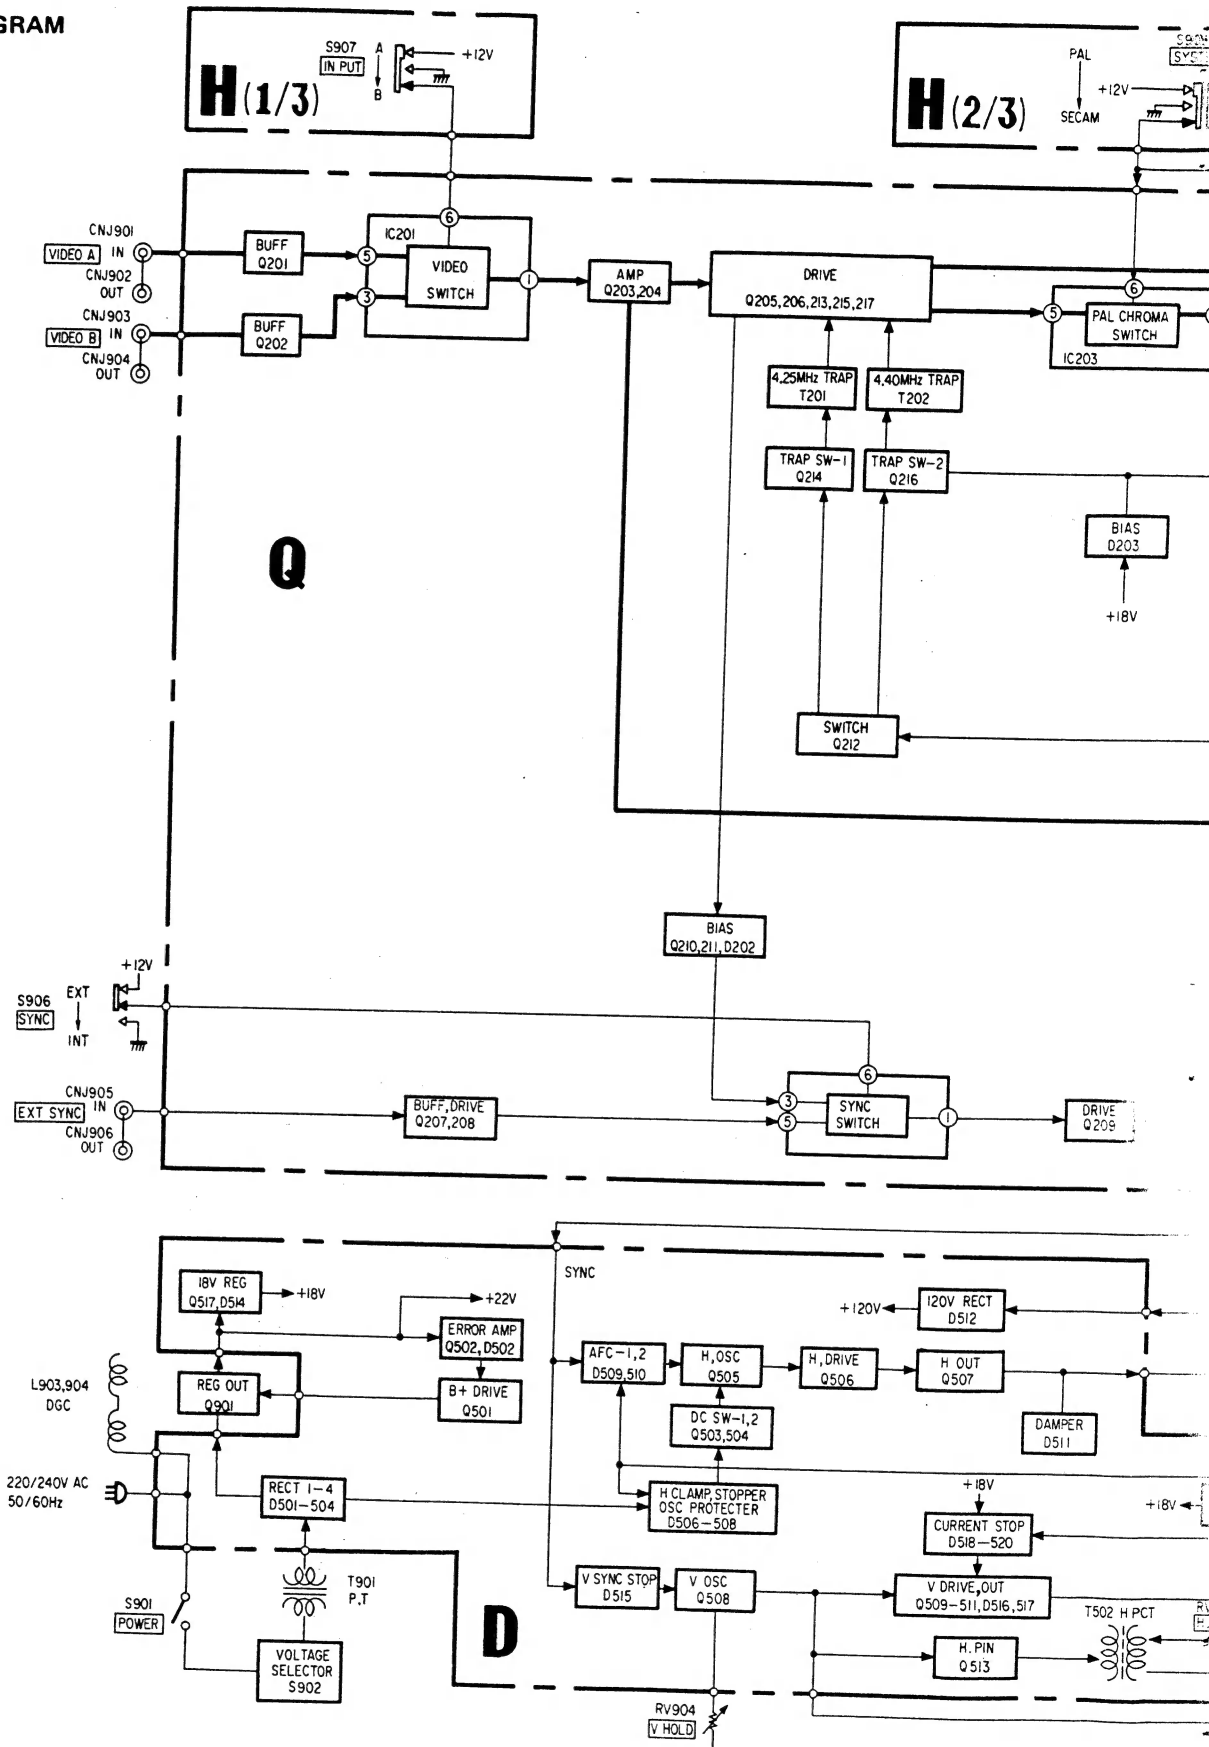 GRAM
S907 A
IN PUT
B
+12V
H (1/3)
PAL
SECAM
+12V
H (2/3)
CNJ901
VIDEO A IN
CNJ902
OUT
CNJ903
VIDEO B IN
CNJ904
OUT
BUFF
Q201
BUFF
Q202
6
IC201
5
3
VIDEO
SWITCH
1
AMP
Q203,204
DRIVE
Q205,206,213,215,217
6
5
PAL CHROMA
SWITCH
IC203
4.25MHz TRAP
T201
4.40MHz TRAP
T202
TRAP SW-1
Q214
TRAP SW-2
Q216
BIAS
D203
+18V
Q
SWITCH
Q212
BIAS
Q210,211,D202
+12V
S906 EXT
SYNC
INT
CNJ905
EXT SYNC IN
CNJ906
OUT
BUFF,DRIVE
Q207,208
6
3
5
SYNC
SWITCH
1
DRIVE
Q209
SYNC
18V REG
Q517,D514
+18V
+22V
ERROR AMP
Q502,D502
B+ DRIVE
Q501
REG OUT
Q901
L903,904
DGC
220/240V AC
50/60Hz
RECT 1-4
D501-504
T901
P.T
S901
POWER
VOLTAGE
SELECTOR
S902
D
+120V
120V RECT
D512
AFC-1,2
D509,510
H,OSC
Q505
H,DRIVE
Q506
H OUT
Q507
DC SW-1,2
Q503,504
DAMPER
D511
H CLAMP,STOPPER
OSC PROTECTER
D506-508
+18V
+18V
CURRENT STOP
D518-520
V SYNC STOP
D515
V OSC
Q508
V DRIVE,OUT
Q509-511,D516,517
T502 H PCT
H.PIN
Q513
RV904
V HOLD